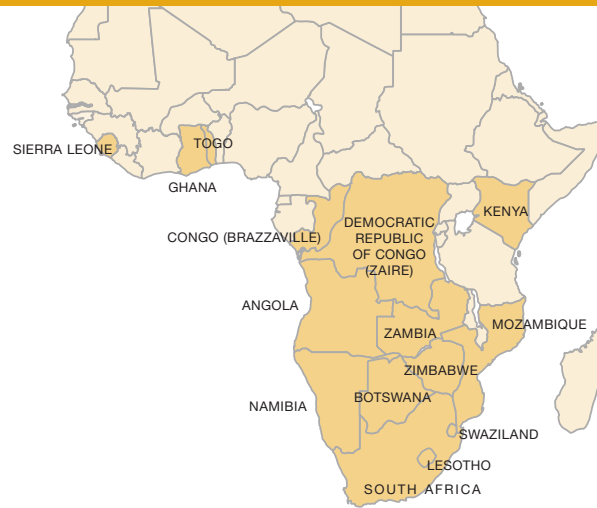 SIERRA LEONE
TOGO
GHANA
KENYA
CONGO (BRAZZAVILLE)
DEMOCRATIC
REPUBLIC
OF CONGO
(ZAIRE)
ANGOLA
ZAMBIA
MOZAMBIQUE
ZIMBABWE
BOTSWANA
NAMIBIA
SWAZILAND
LESOTHO
SOUTH AFRICA